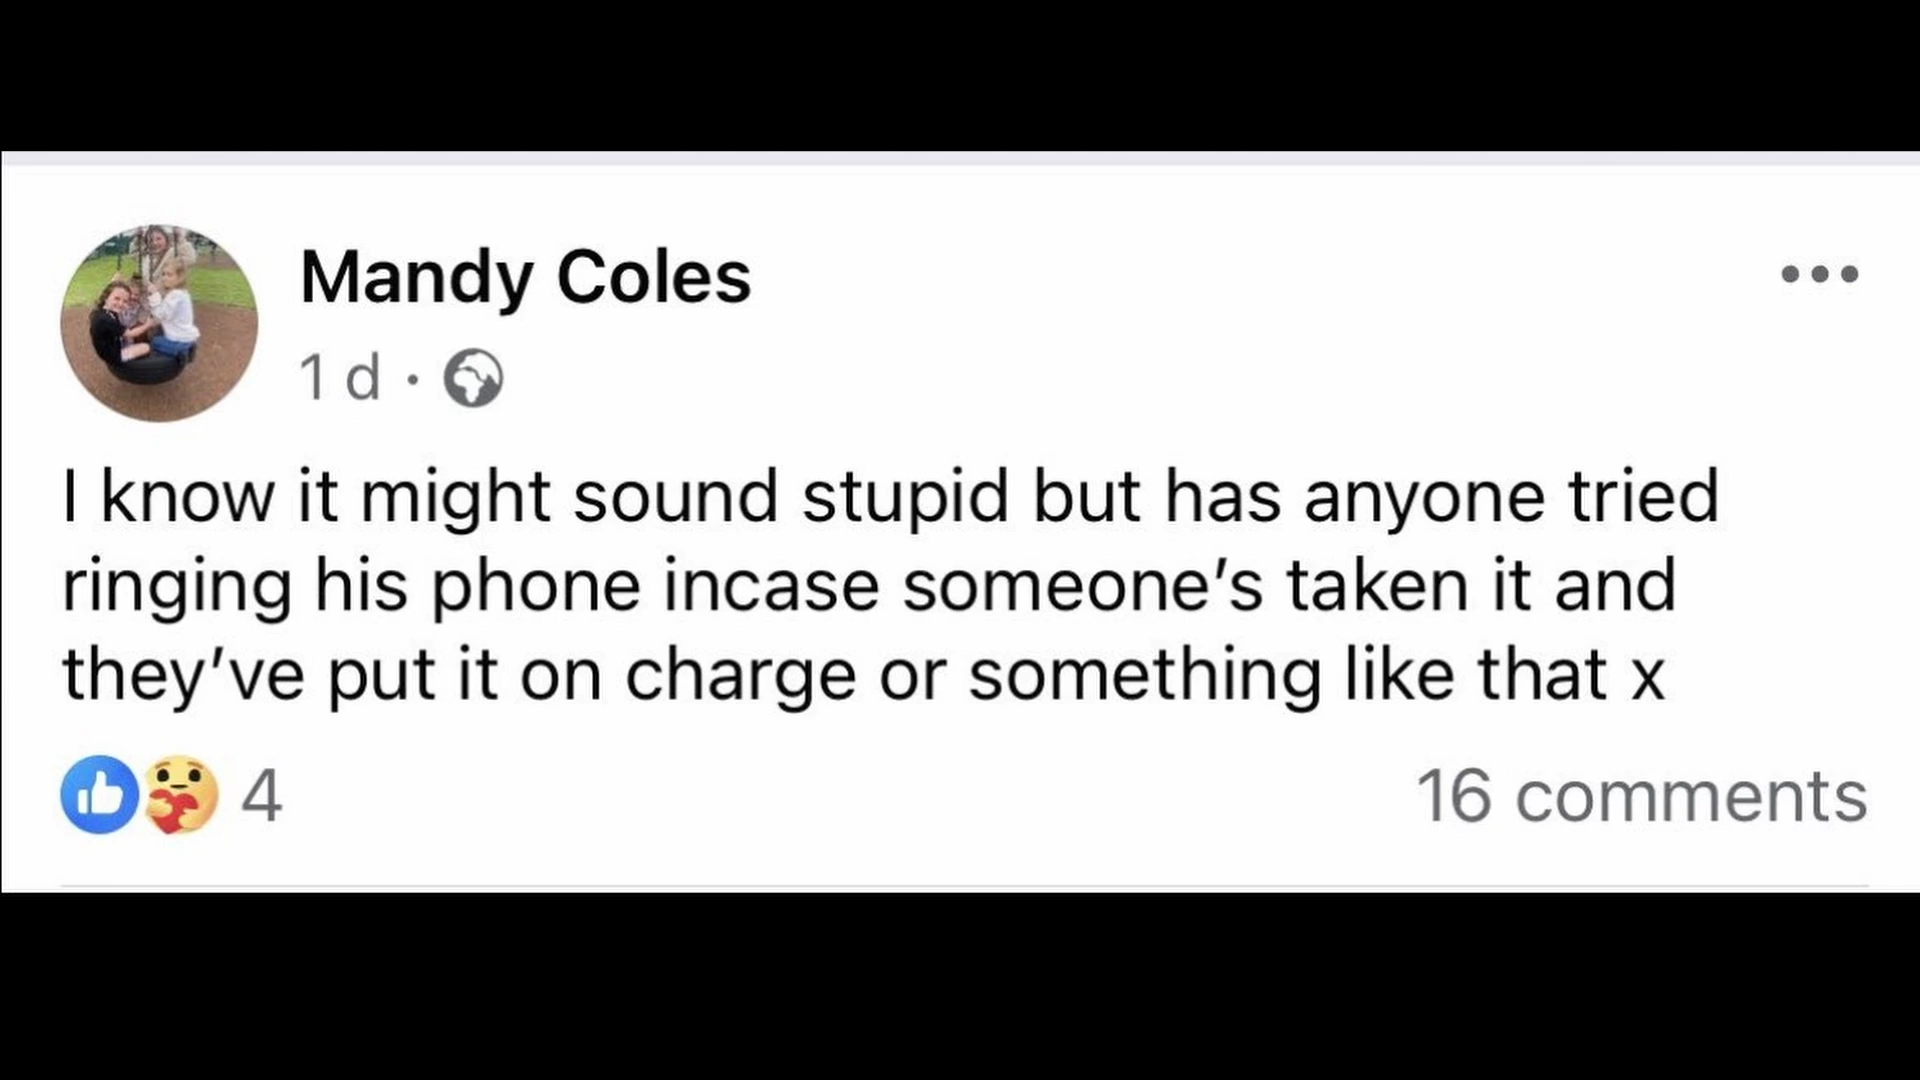 Mandy Coles
1 d ·
I know it might sound stupid but has anyone tried
ringing his phone incase someone's taken it and
they've put it on charge or something like that x
4
16 comments